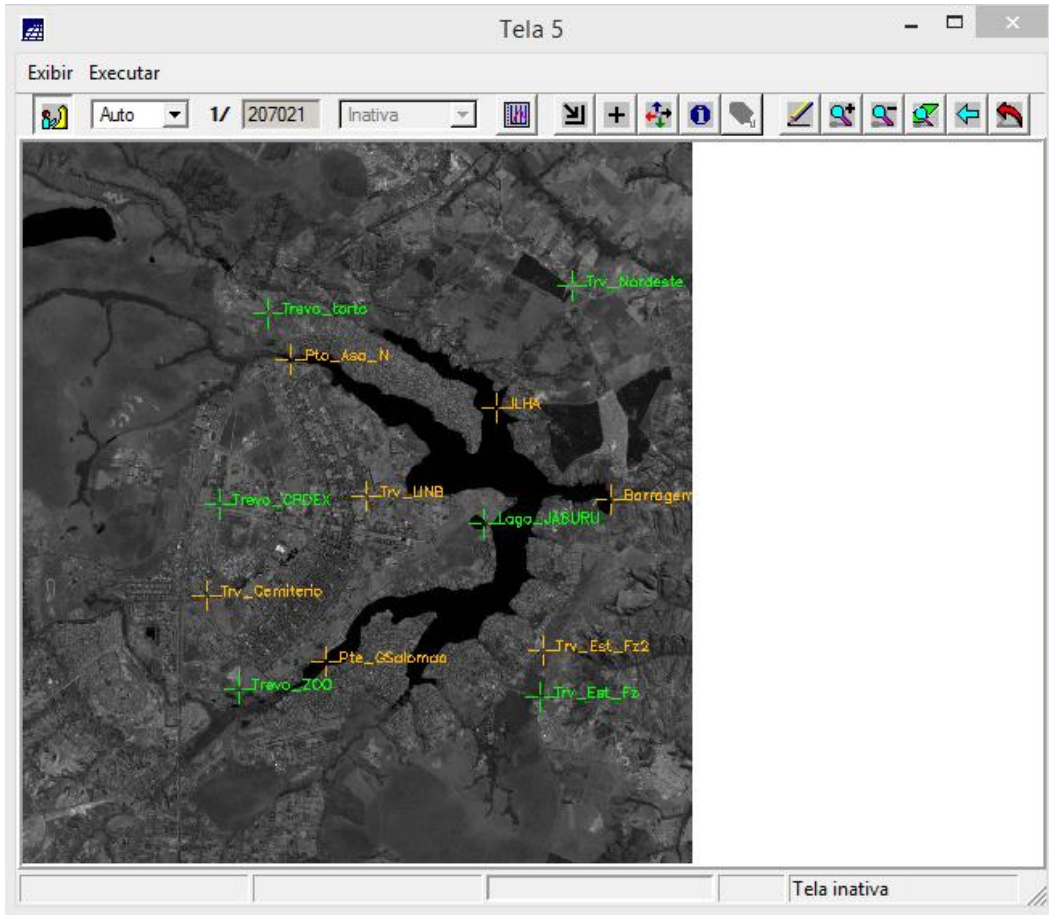 Tela 5
Exibir Executar
Auto 1/ 207021 Inativa
Trv_Nordeste
Trevo_torto
Pto_Asa_N
ILHA
Trv_UNB
Barragem
Trevo_CPDEX
Lago_JABURU
Trv_Cemiterio
Trv_Est_Fz2
Pte_GSalomao
Trevo_ZOO
Trv_Est_Fz
Tela inativa